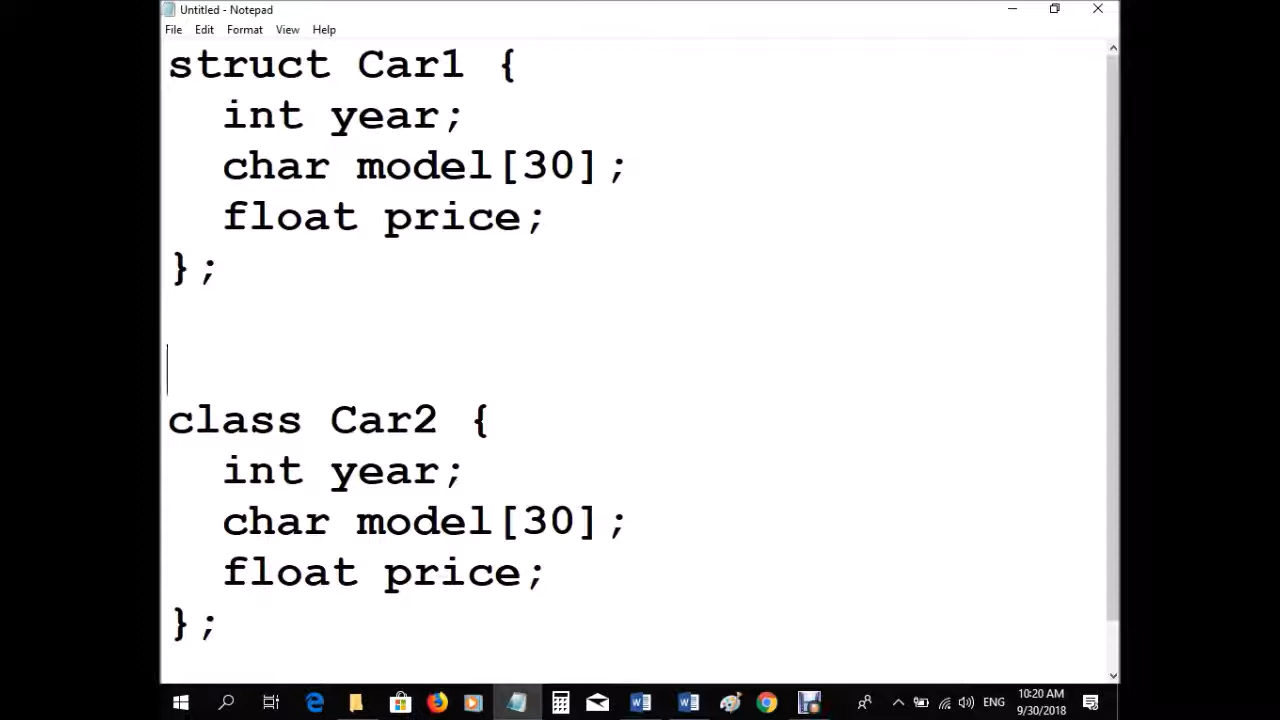 Untitled - Notepad
File Edit Format View Help
struct Car1 {
int year;
char model[30];
float price;
};
class Car2 {
int year;
char model[30];
float price;
};
ENG
10:20 AM
9/30/2018